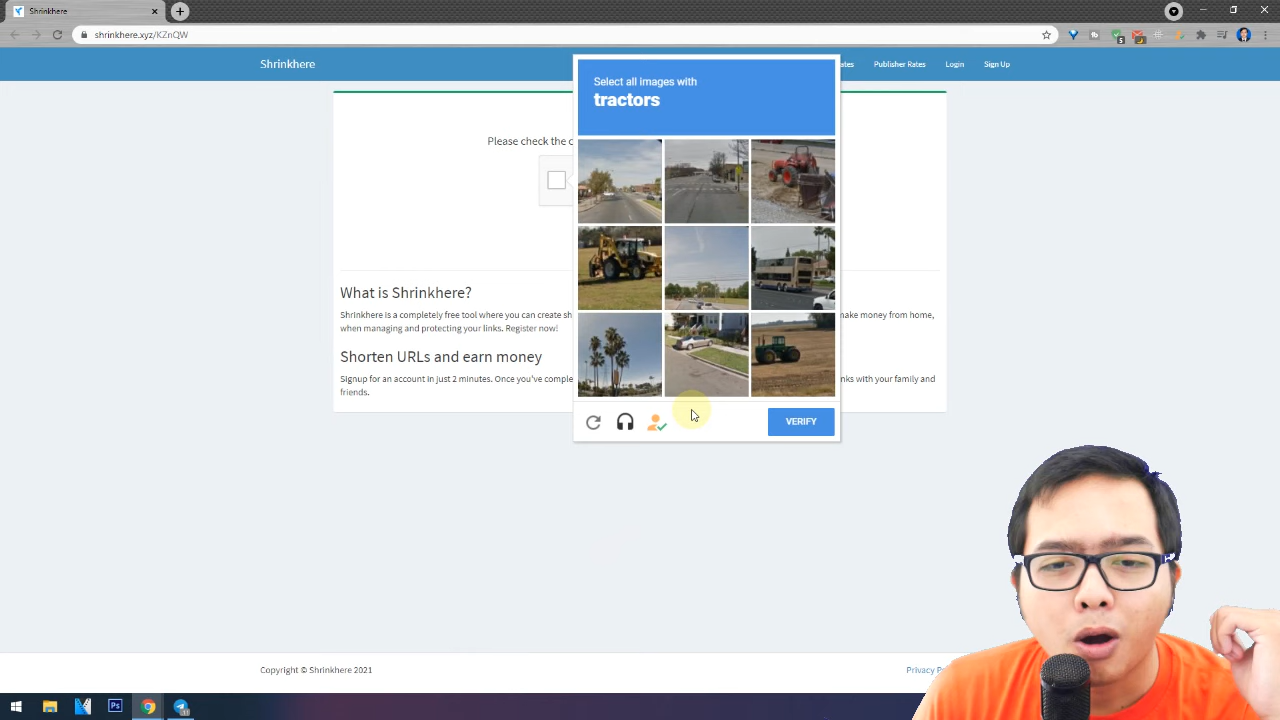 Shrinkhere
shrinkhere.xyz/KZnQW
Shrinkhere
Publisher Rates
Login
Sign Up
Select all images with
tractors
Please check the
What is Shrinkhere?
Shrinkhere is a completely free tool where you can create
make money from home,
when managing and protecting your links. Register now!
Shorten URLs and earn money
Signup for an account in just 2 minutes. Once you've
with your family and
friends.
VERIFY
Copyright © Shrinkhere 2021
Privacy